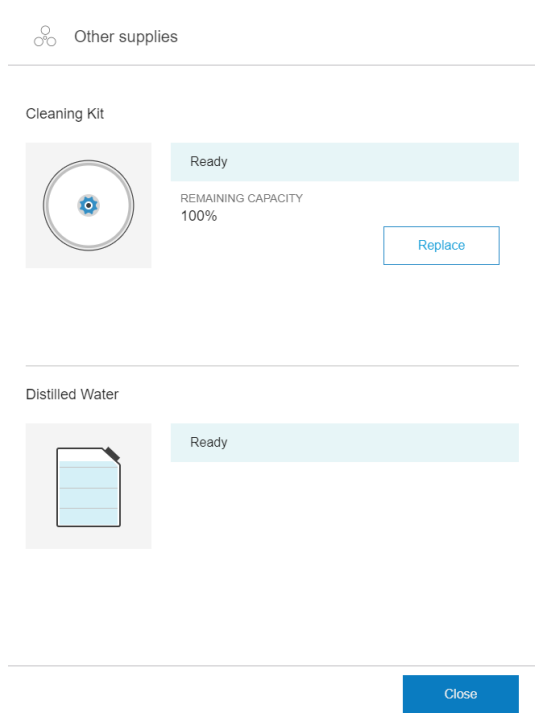 Other supplies
Cleaning Kit
Ready
REMAINING CAPACITY
100%
Replace
Distilled Water
Ready
Close